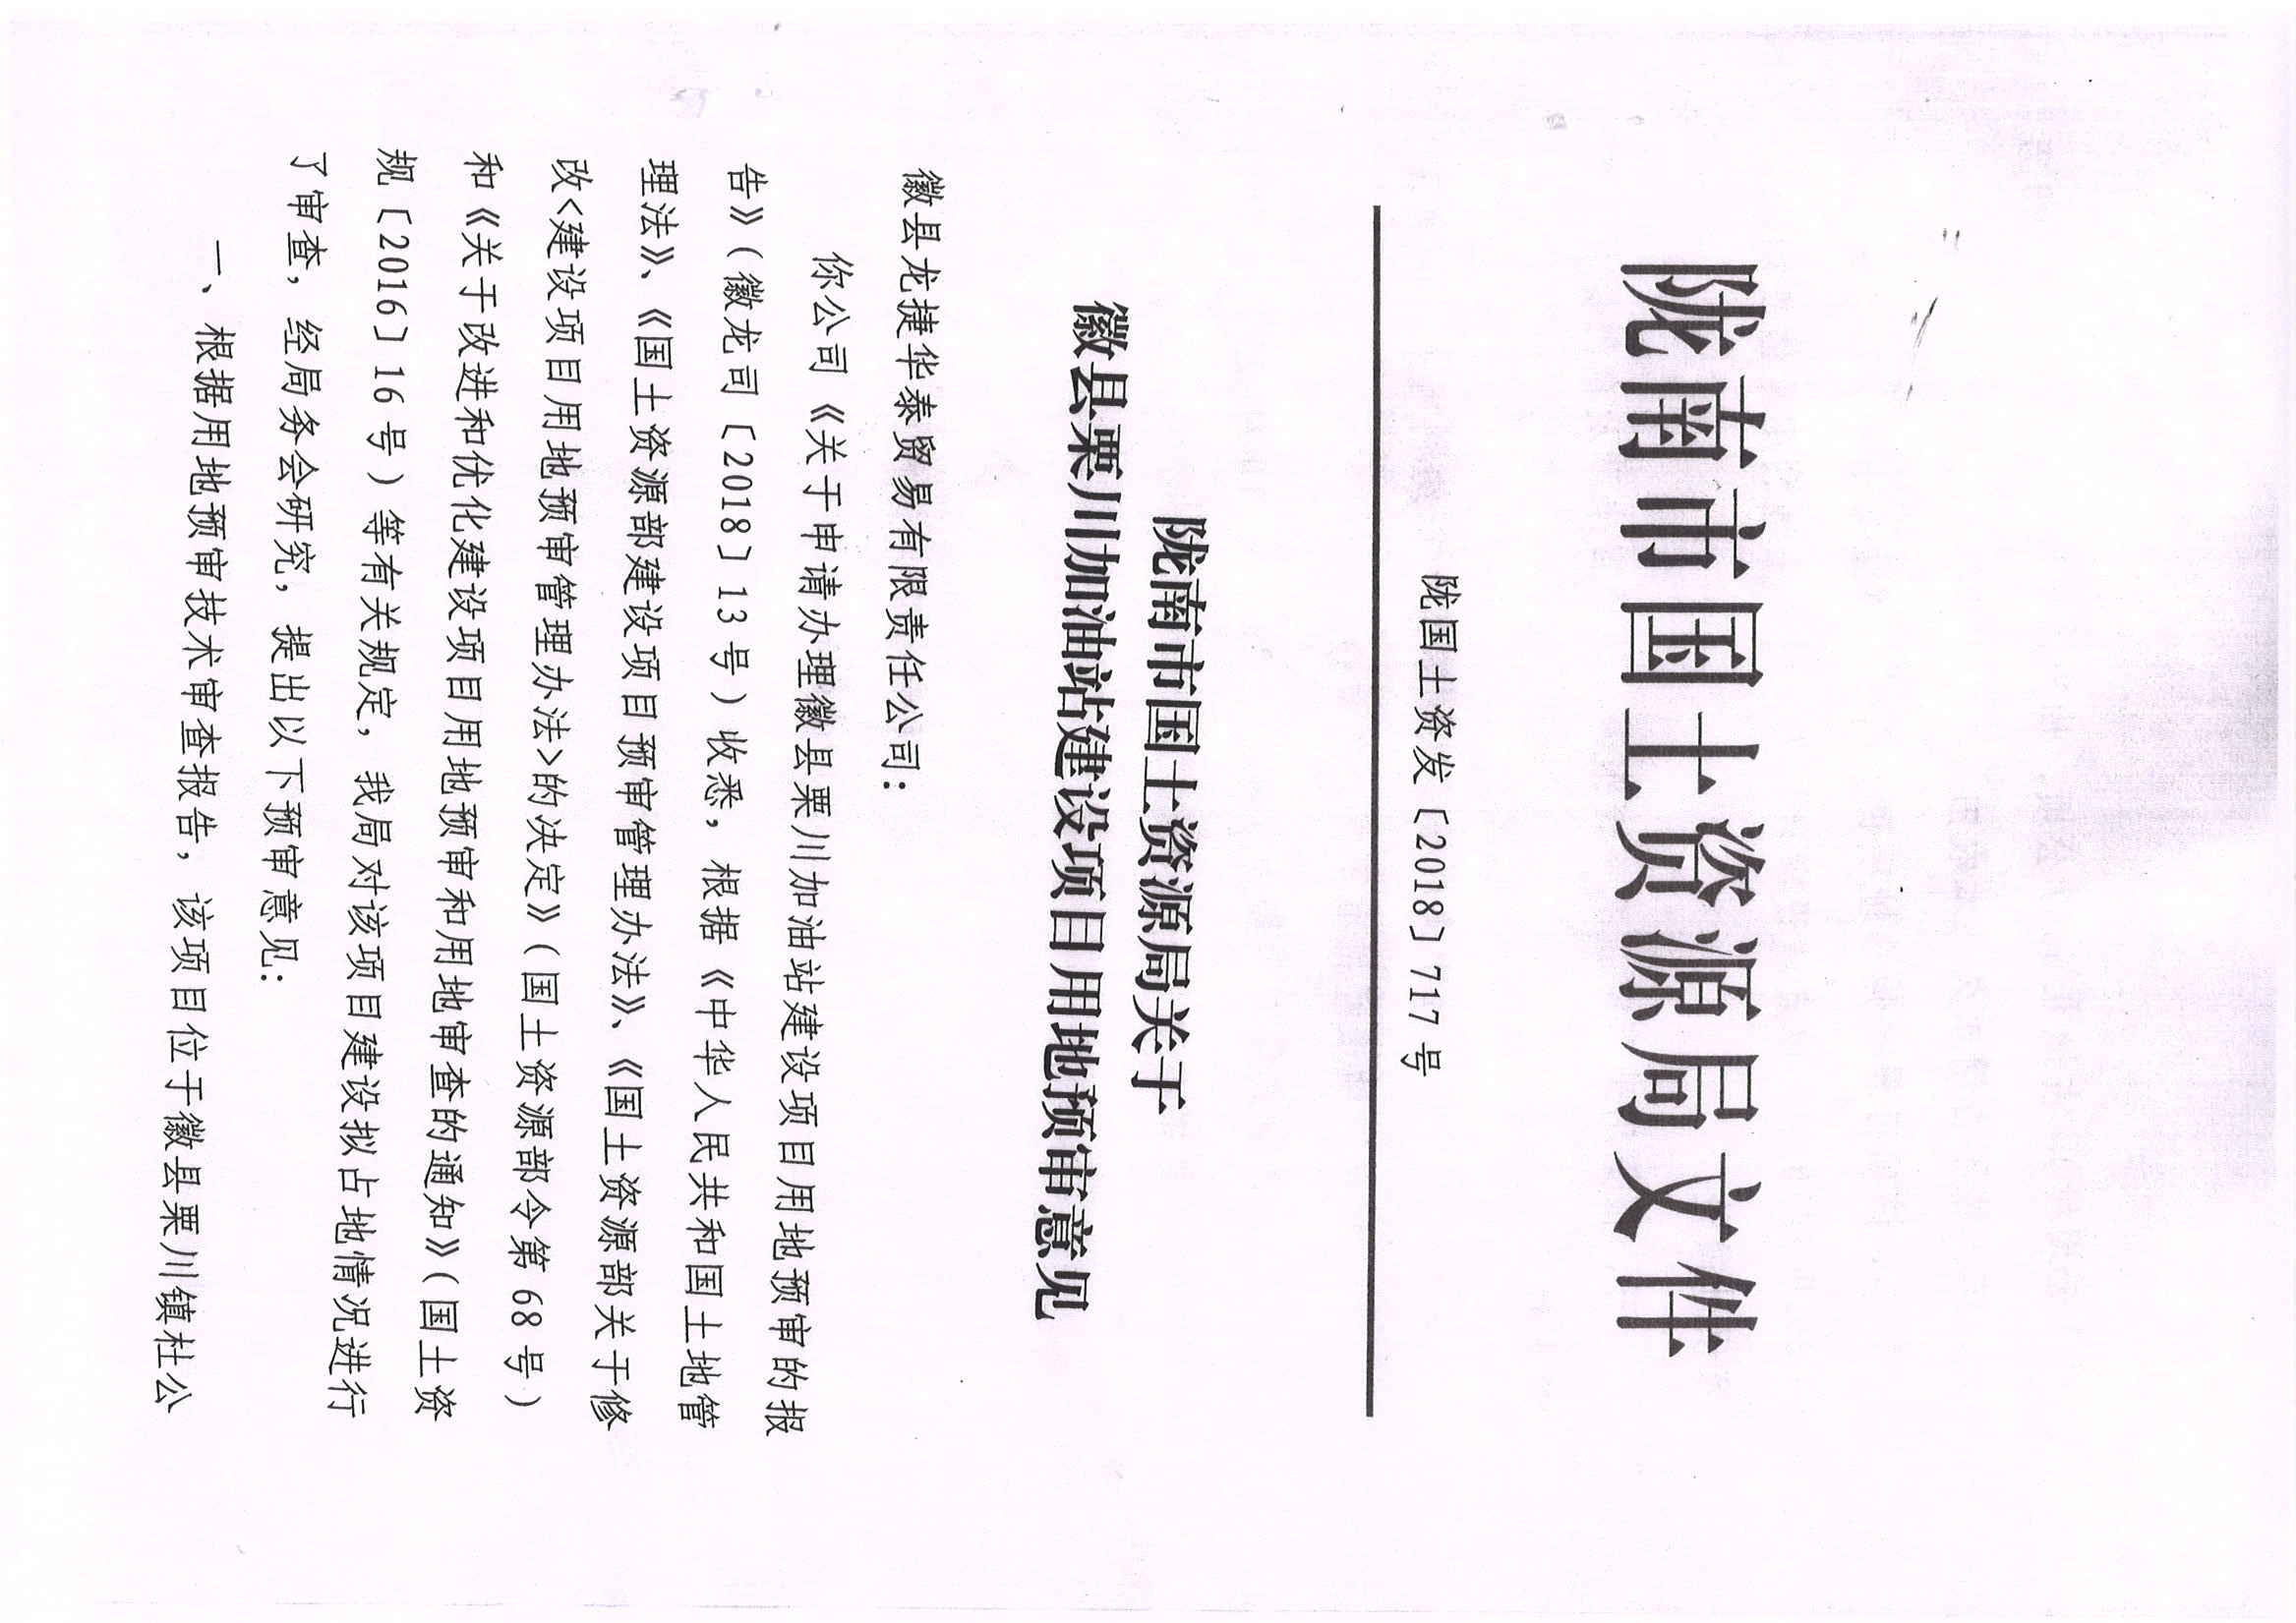 陇南市国土资源局文件
陇国土资发〔2018〕717号
陇南市国土资源局关于
徽县栗川加油站建设项目用地预审意见
徽县龙捷华泰贸易有限责任公司：
你公司《关于申请办理徽县栗川加油站建设项目用地预审的报
告》（徽龙司〔2018〕13号）收悉，根据《中华人民共和国土地管
理法》、《国土资源部建设项目预审管理办法》、《国土资源部关于修
改<建设项目用地预审管理办法>的决定》（国土资源部令第68号）
和《关于改进和优化建设项目用地预审和用地审查的通知》（国土资
规〔2016〕16号）等有关规定，我局对该项目建设拟占地情况进行
了审查，经局务会研究，提出以下预审意见：
一、根据用地预审技术审查报告，该项目位于徽县栗川镇杜公